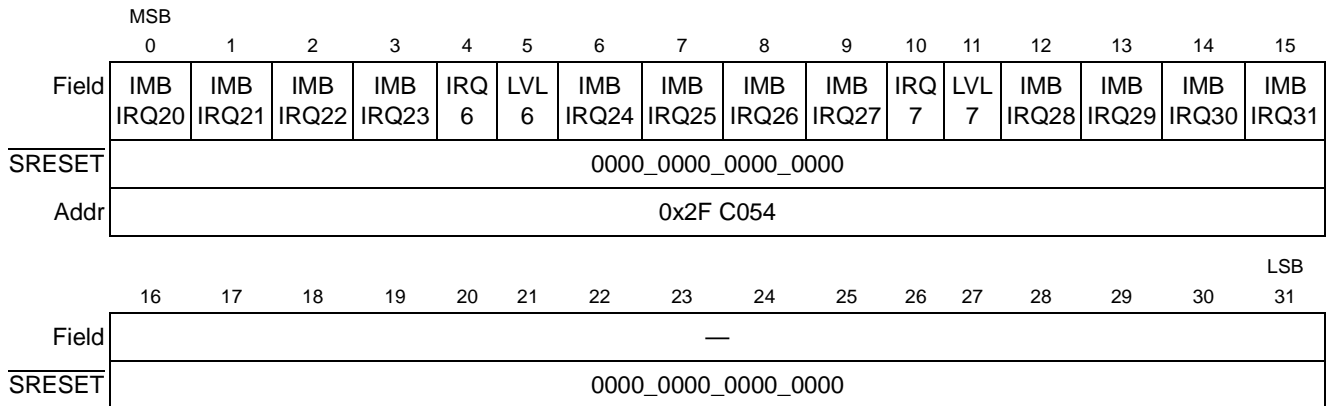 MSB
0 1 2 3 4 5 6 7 8 9 10 11 12 13 14 15
Field IMB IMB IMB IMB IRQ LVL IMB IMB IMB IMB IRQ LVL IMB IMB IMB IMB
IRQ20 IRQ21 IRQ22 IRQ23 6 6 IRQ24 IRQ25 IRQ26 IRQ27 7 7 IRQ28 IRQ29 IRQ30 IRQ31
SRESET 0000_0000_0000_0000
Addr 0x2F C054
LSB
16 17 18 19 20 21 22 23 24 25 26 27 28 29 30 31
Field —
SRESET 0000_0000_0000_0000